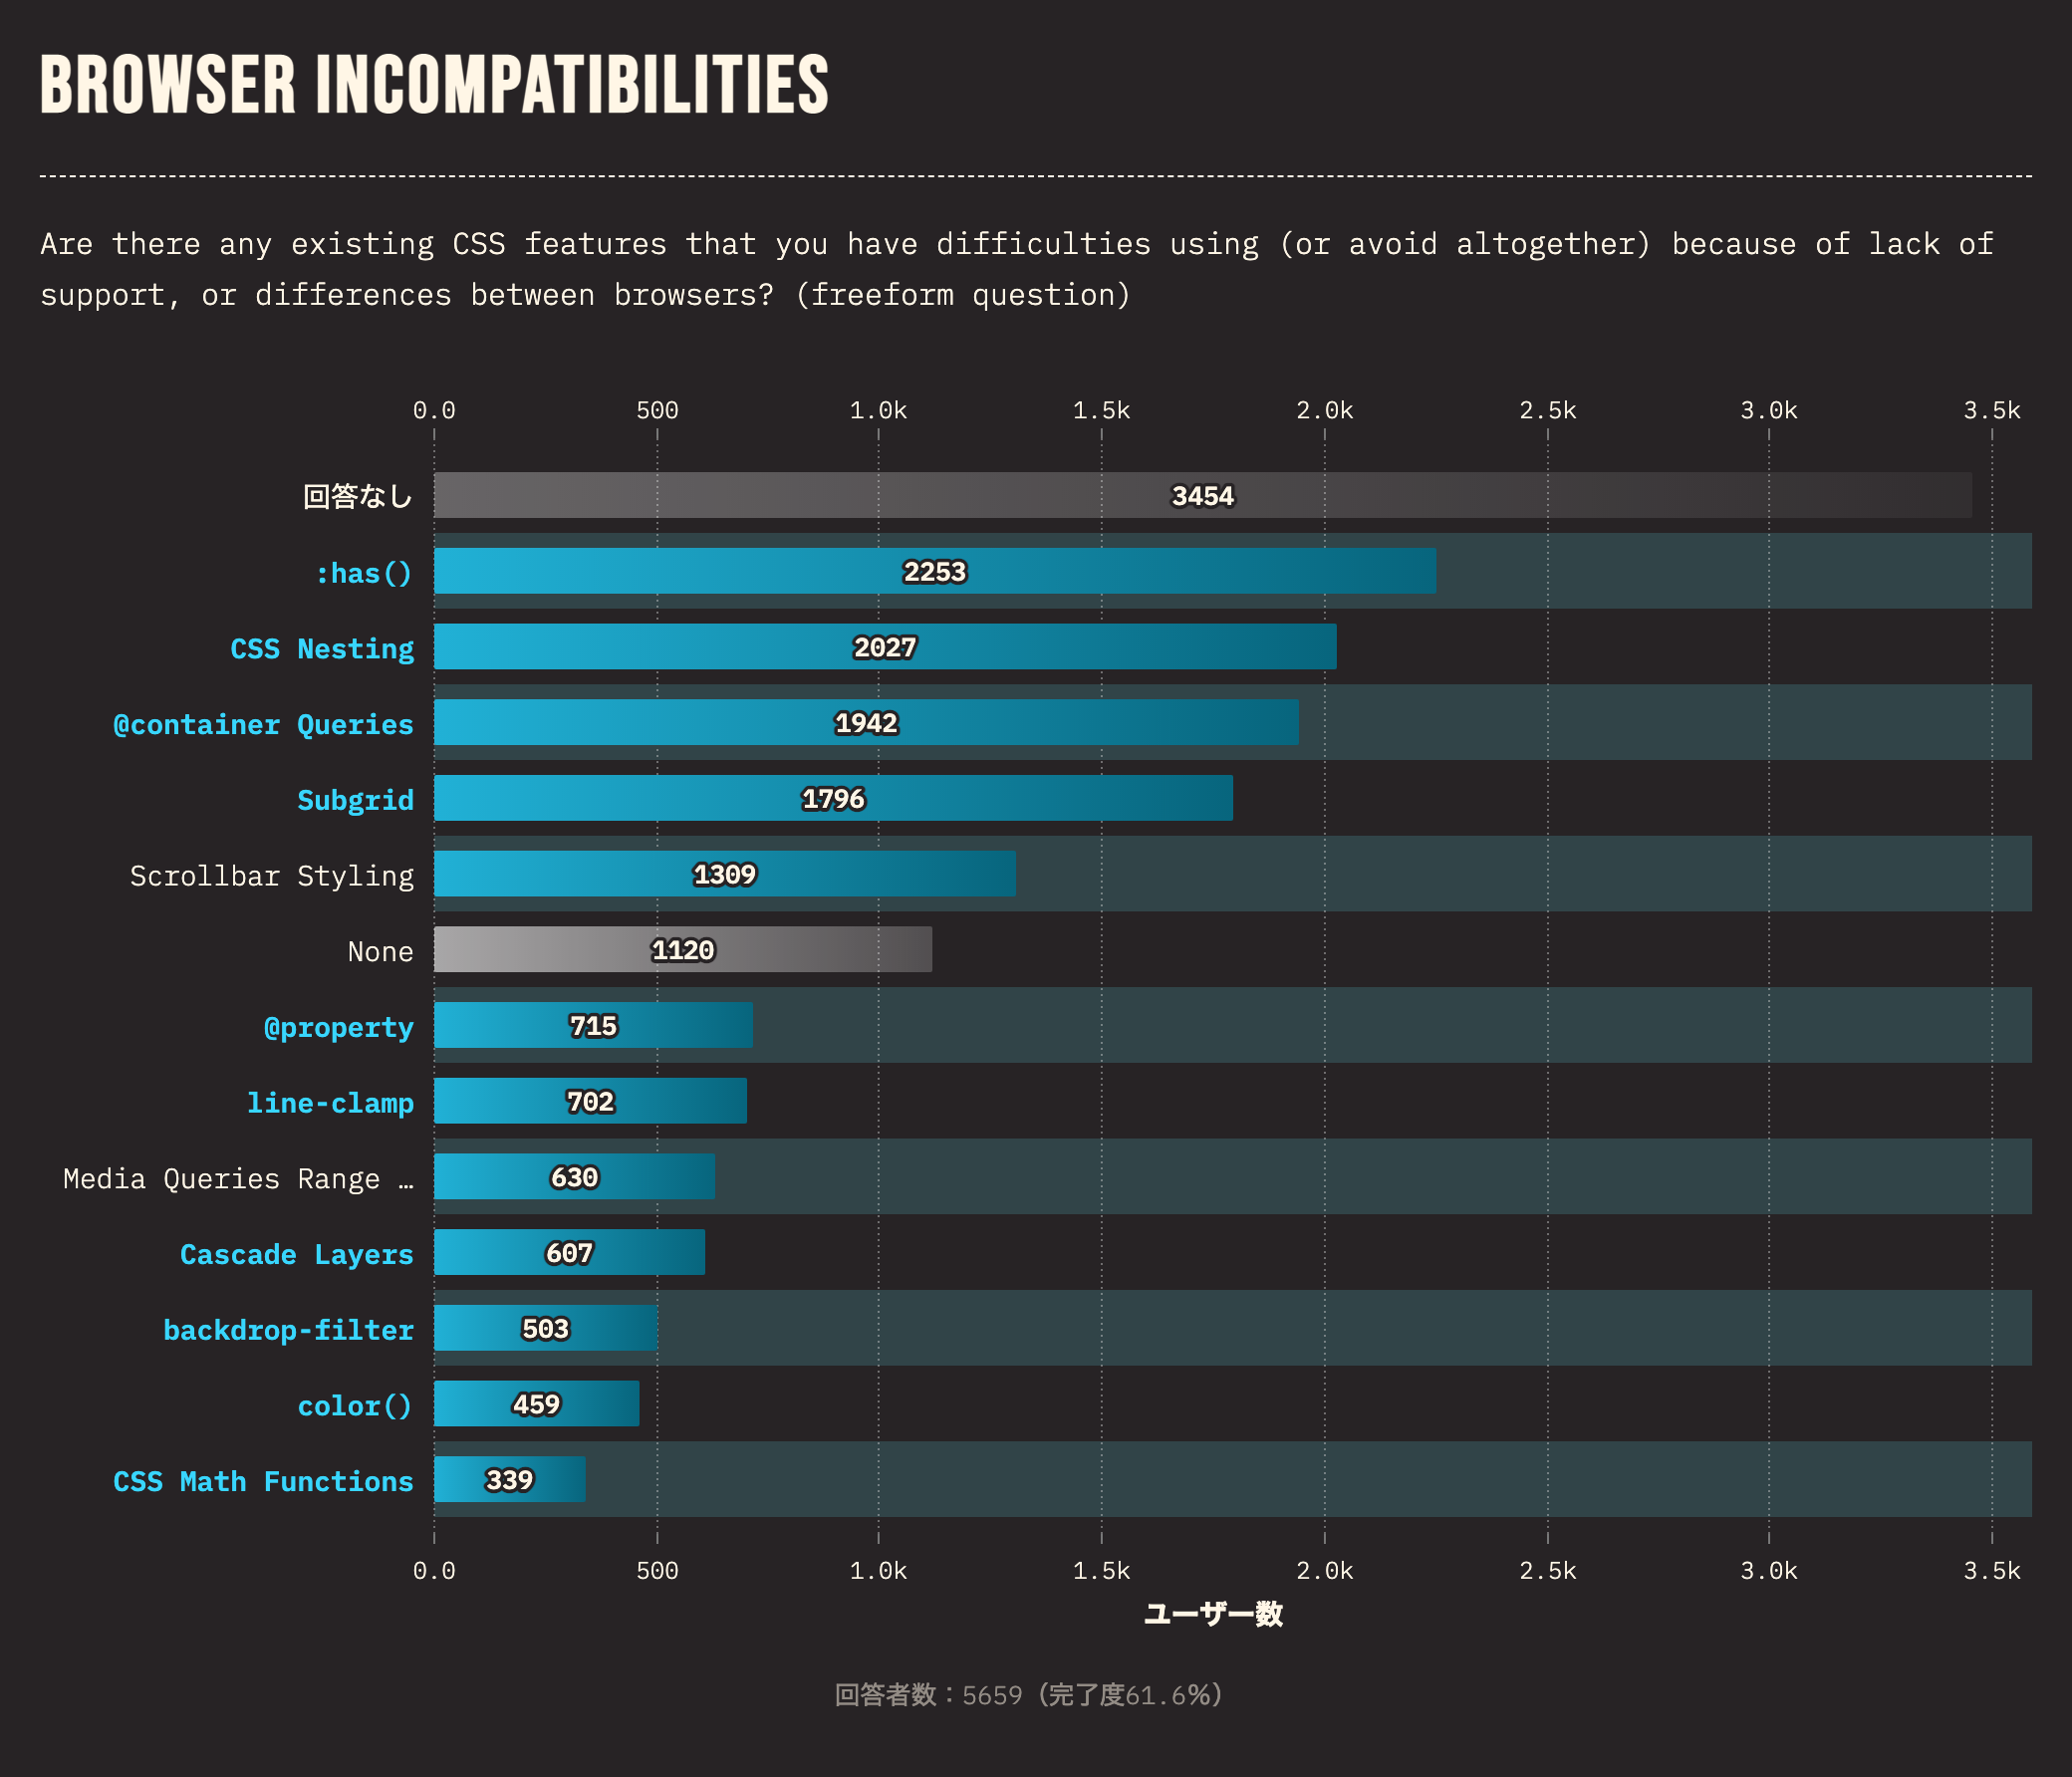 BROWSER INCOMPATIBILITIES
Are there any existing CSS features that you have difficulties using (or avoid altogether) because of lack of
support, or differences between browsers? (freeform question)
0.0 500 1.0k 1.5k 2.0k 2.5k 3.0k 3.5k
回答なし 3454
:has() 2253
CSS Nesting 2027
@container Queries 1942
Subgrid 1796
Scrollbar Styling 1309
None 1120
@property 715
line-clamp 702
Media Queries Range … 630
Cascade Layers 607
backdrop-filter 503
color() 459
CSS Math Functions 339
0.0 500 1.0k 1.5k 2.0k 2.5k 3.0k 3.5k
ユーザー数
回答者数：5659（完了度61.6%）